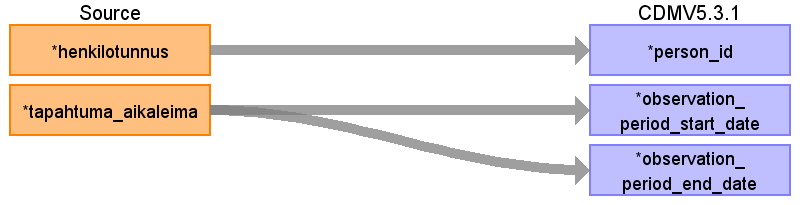 Source
CDMV5.3.1
*henkilotunnus
*person_id
*tapahtuma_aikaleima
*observation_
period_start_date
*observation_
period_end_date